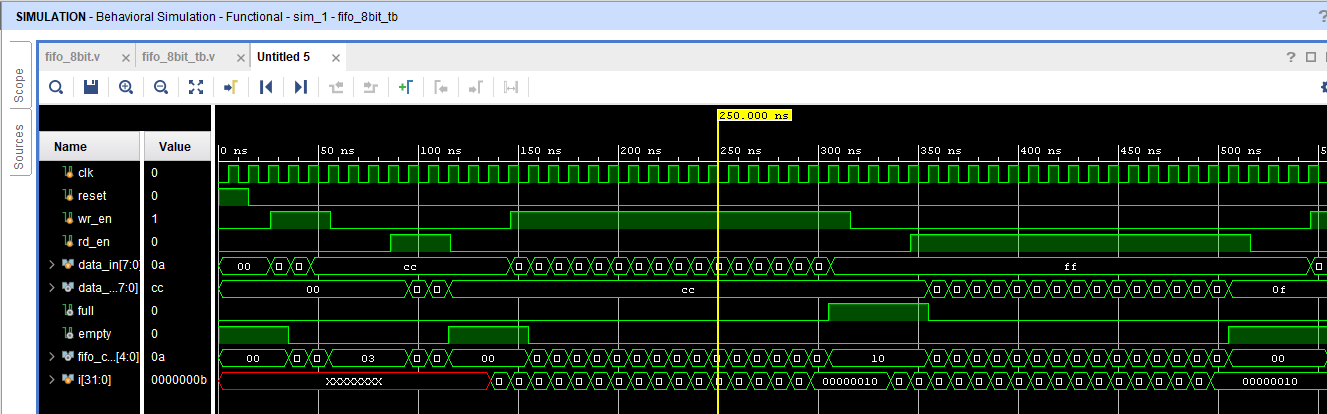 SIMULATION - Behavioral Simulation - Functional - sim_1 - fifo_8bit_tb
?
Scope
Sources
fifo_8bit.v × fifo_8bit_tb.v × Untitled 5 ×
?
250.000 ns
Name Value
0 ns 50 ns 100 ns 150 ns 200 ns 250 ns 300 ns 350 ns 400 ns 450 ns 500 ns
clk 0
reset 0
wr_en 1
rd_en 0
data_in[7:0] 0a 00 cc ff
data_...7:0] cc 00 cc 0f
full 0
empty 0
fifo_c...[4:0] 0a 00 03 00 10 00
i[31:0] 0000000b XXXXXXXX 00000010 00000010